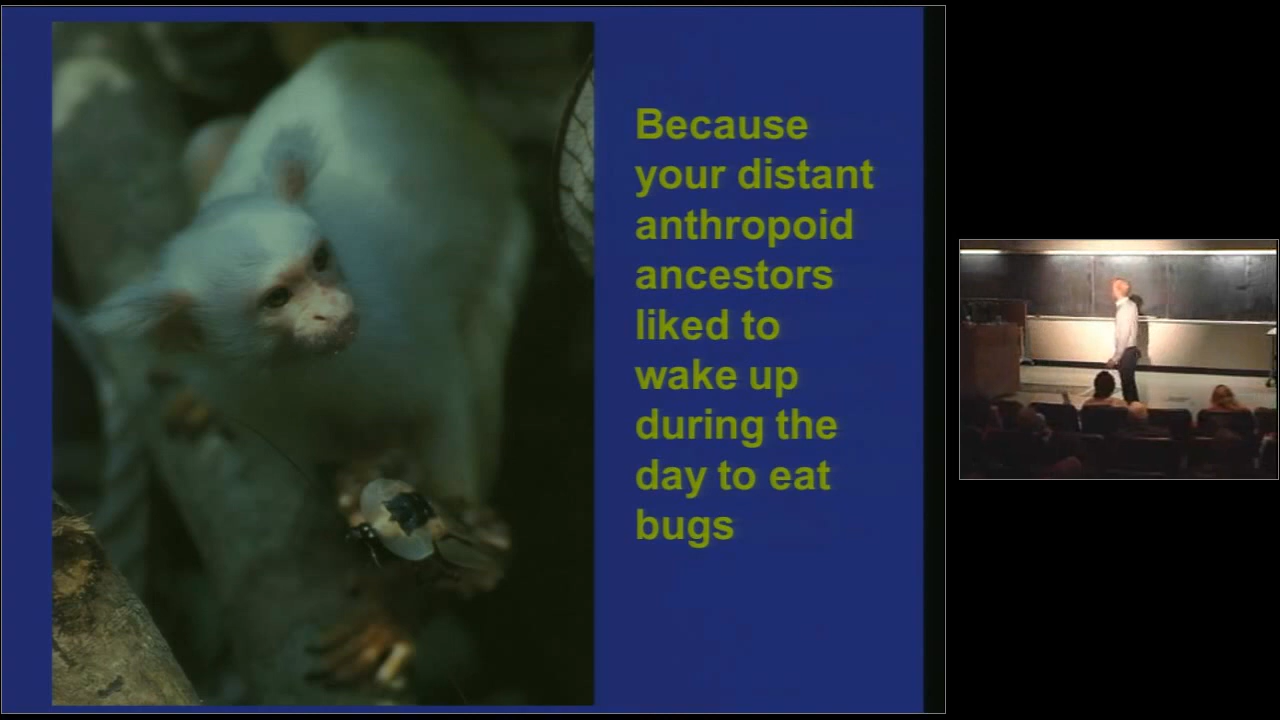 Because
your distant
anthropoid
ancestors
liked to
wake up
during the
day to eat
bugs